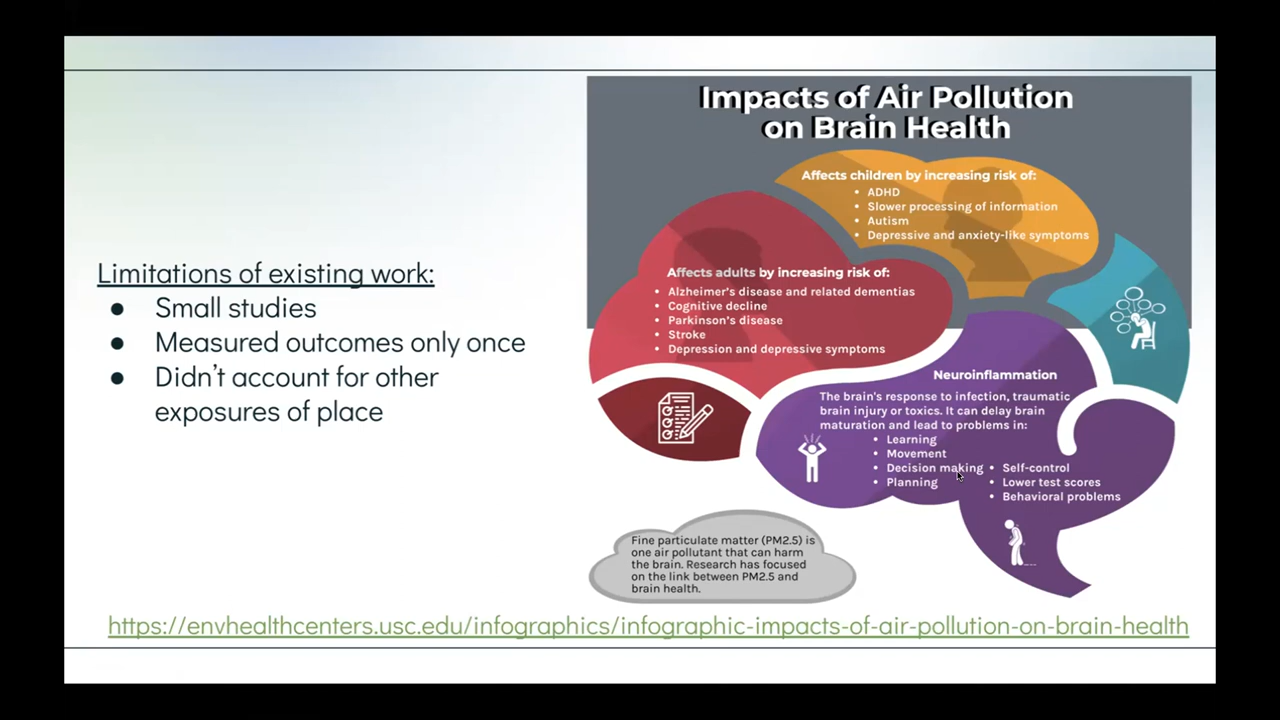 Limitations of existing work:
● Small studies
● Measured outcomes only once
● Didn't account for other
exposures of place
Impacts of Air Pollution
on Brain Health
Affects children by increasing risk of:
• ADHD
• Slower processing of information
• Autism
• Depressive and anxiety-like symptoms
Affects adults by increasing risk of:
• Alzheimer's disease and related dementias
• Cognitive decline
• Parkinson's disease
• Stroke
• Depression and depressive symptoms
Neuroinflammation
The brain's response to infection, traumatic
brain injury or toxics. It can delay brain
maturation and lead to problems in:
• Learning
• Movement
• Decision making
• Planning
• Self-control
• Lower test scores
• Behavioral problems
Fine particulate matter (PM2.5) is
one air pollutant that can harm
the brain. Research has focused
on the link between PM2.5 and
brain health.
https://envhealthcenters.usc.edu/infographics/infographic-impacts-of-air-pollution-on-brain-health